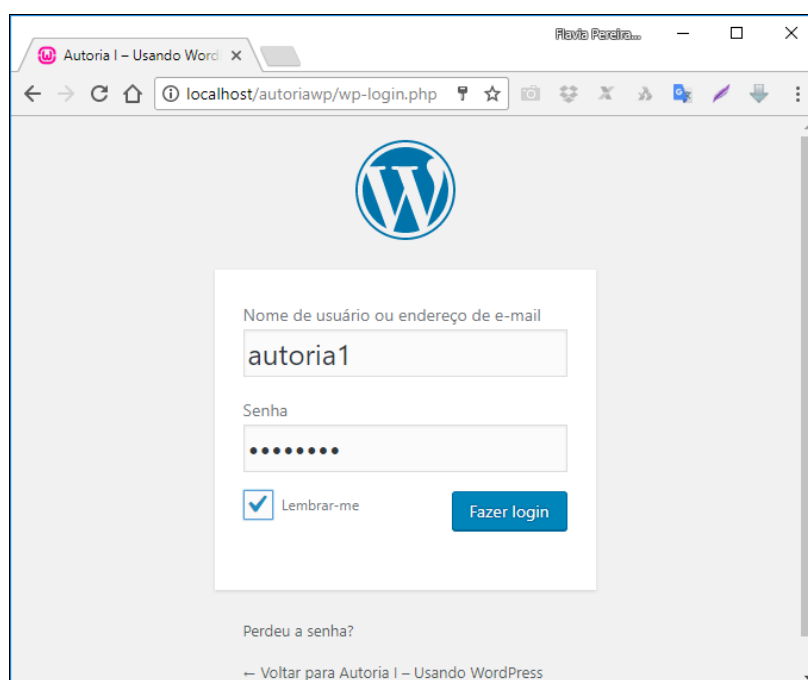 Flavia Pereira...
Autoria I – Usando Word
localhost/autoriawp/wp-login.php
Nome de usuário ou endereço de e-mail
autoria1
Senha
••••••••
Lembrar-me
Fazer login
Perdeu a senha?
← Voltar para Autoria I – Usando WordPress